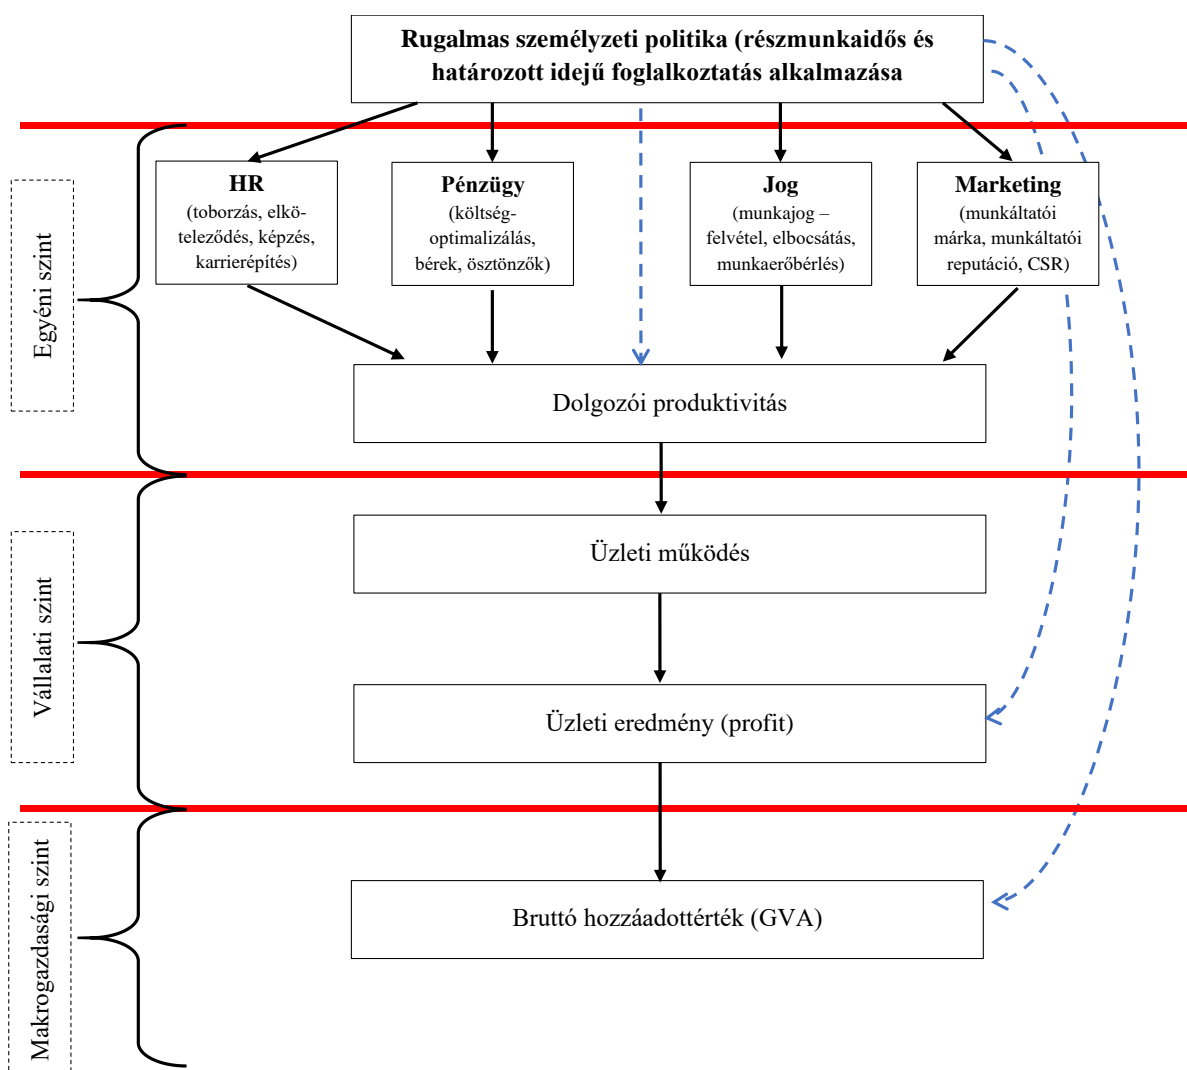 Rugalmas személyzeti politika (részmunkaidős és
határozott idejű foglalkoztatás alkalmazása
Egyéni szint
HR
(toborzás, elkö-
teleződés, képzés,
karrierépítés)
Pénzügy
(költség-
optimalizálás,
bérek, ösztönzők)
Jog
(munkajog –
felvétel, elbocsátás,
munkaerőbérlés)
Marketing
(munkáltatói
márka, munkáltatói
reputáció, CSR)
Dolgozói produktivitás
Vállalati szint
Üzleti működés
Üzleti eredmény (profit)
Makrogazdasági szint
Bruttó hozzáadottérték (GVA)